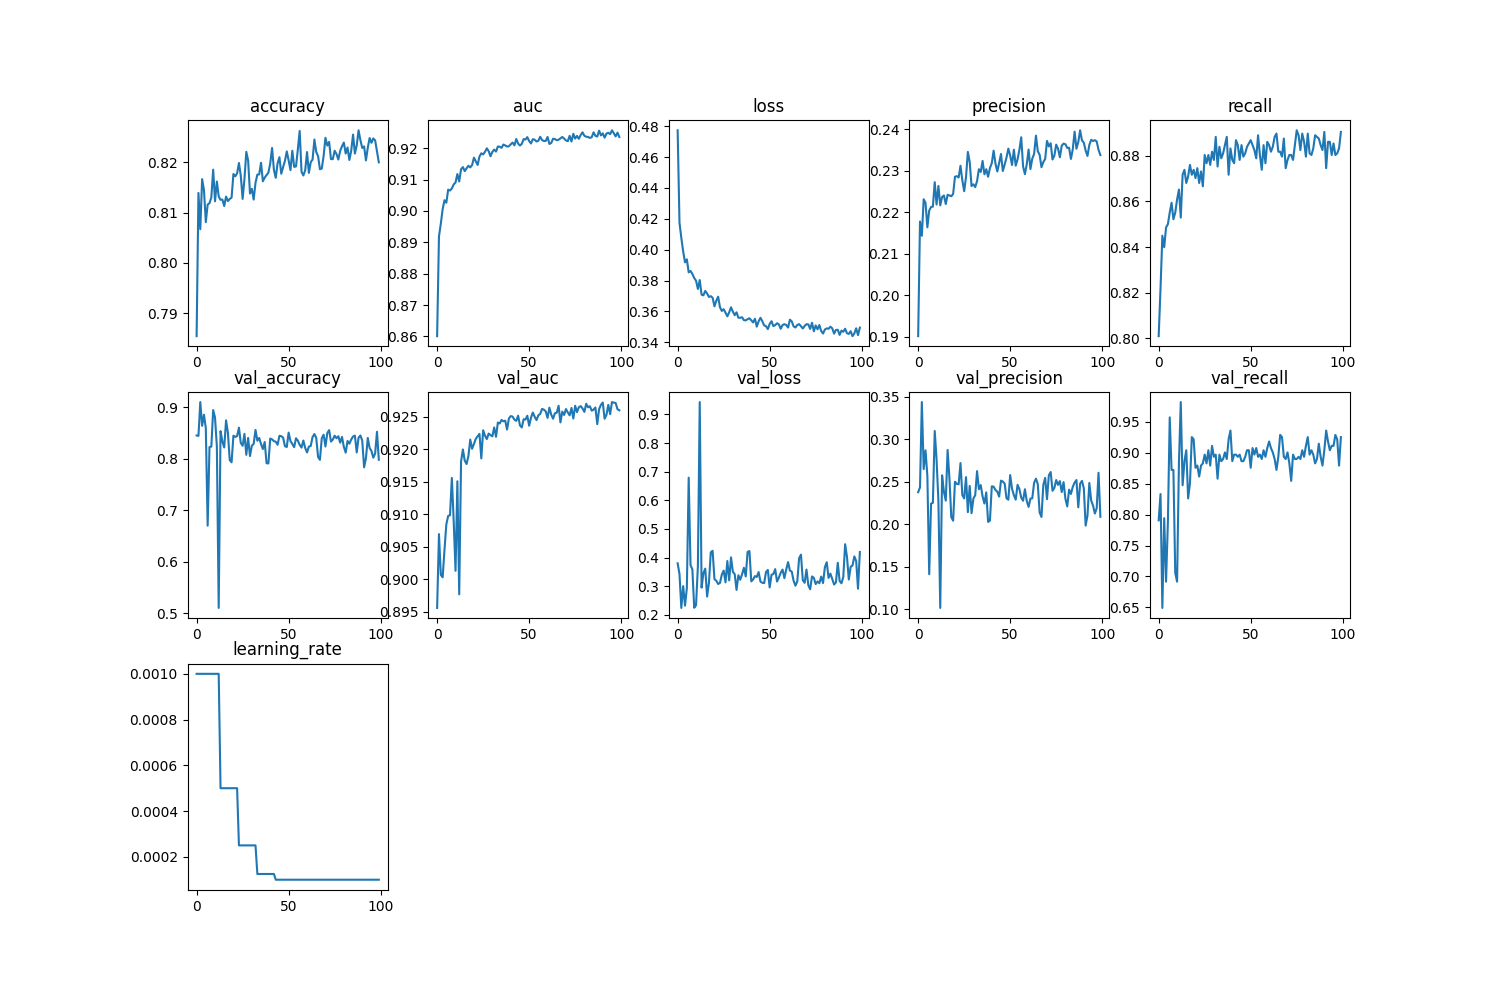 accuracy auc loss precision recall
0.82 0.81 0.80 0.79
0 50 100
0.92 0.91 0.90 0.89 0.88 0.87 0.86
0 50 100
0.48 0.46 0.44 0.42 0.40 0.38 0.36 0.34
0 50 100
0.24 0.23 0.22 0.21 0.20 0.19
0 50 100
0.88 0.86 0.84 0.82 0.80
0 50 100
val_accuracy val_auc val_loss val_precision val_recall
0.9 0.8 0.7 0.6 0.5
0 50 100
0.925 0.920 0.915 0.910 0.905 0.900 0.895
0 50 100
0.9 0.8 0.7 0.6 0.5 0.4 0.3 0.2
0 50 100
0.35 0.30 0.25 0.20 0.15 0.10
0 50 100
0.95 0.90 0.85 0.80 0.75 0.70 0.65
0 50 100
learning_rate
0.0010
0.0008
0.0006
0.0004
0.0002
0 50 100